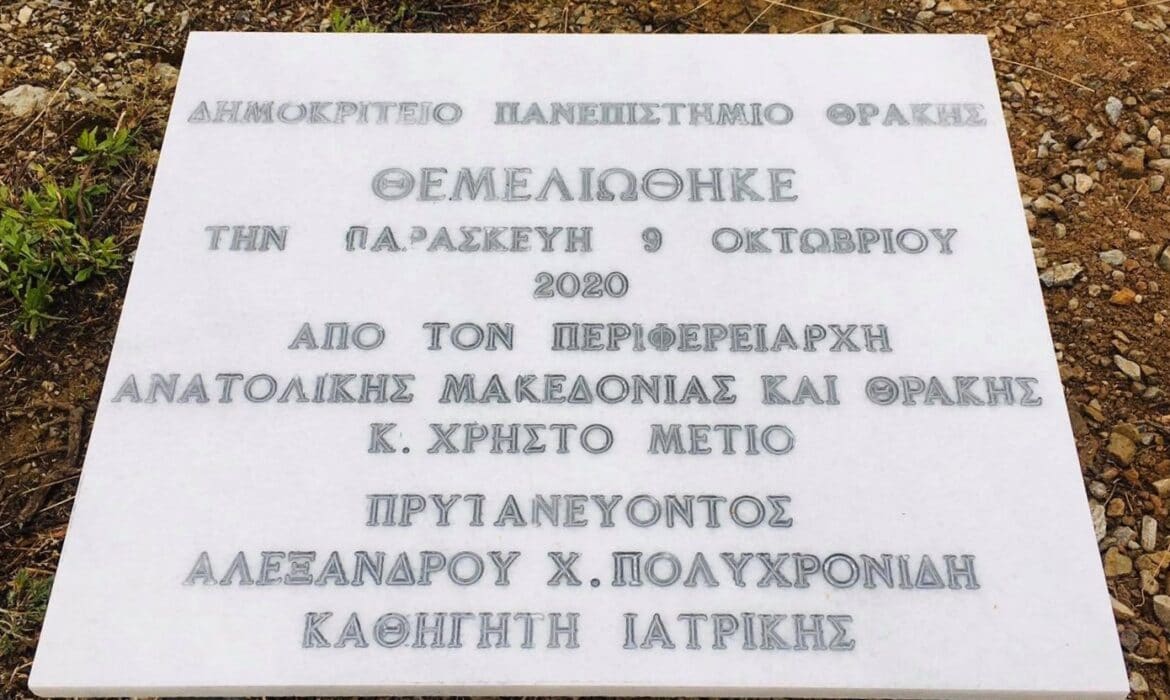 ΔΗΜΟΚΡΙΤΕΙΟ ΠΑΝΕΠΙΣΤΗΜΙΟ ΘΡΑΚΗΣ
ΘΕΜΕΛΙΩΘΗΚΕ
ΤΗΝ ΠΑΡΑΣΚΕΥΗ 9 ΟΚΤΩΒΡΙΟΥ
2020
ΑΠΟ ΤΟΝ ΠΕΡΙΦΕΡΕΙΑΡΧΗ
ΑΝΑΤΟΛΙΚΗΣ ΜΑΚΕΔΟΝΙΑΣ ΚΑΙ ΘΡΑΚΗΣ
Κ. ΧΡΗΣΤΟ ΜΕΤΙΟ
ΠΡΥΤΑΝΕΥΟΝΤΟΣ
ΑΛΕΞΑΝΔΡΟΥ Χ. ΠΟΛΥΧΡΟΝΙΔΗ
ΚΑΘΗΓΗΤΗ ΙΑΤΡΙΚΗΣ